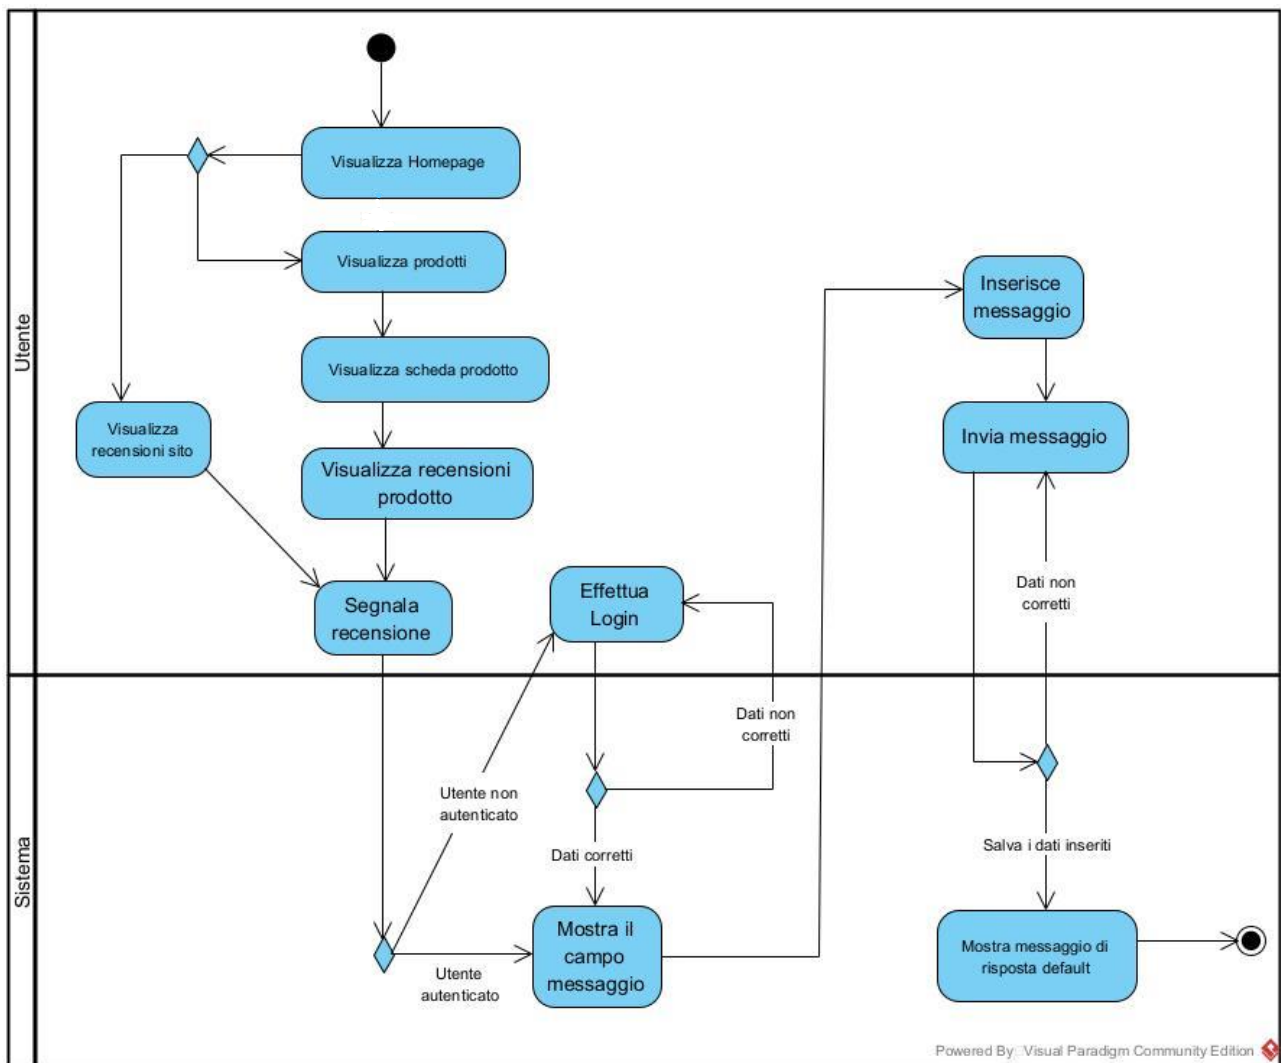 Utente
Visualizza Homepage
Visualizza prodotti
Visualizza scheda prodotto
Visualizza
recensioni sito
Visualizza recensioni
prodotto
Segnala
recensione
Effettua
Login
Inserisce
messaggio
Invia messaggio
Dati non
corretti
Sistema
Dati non
corretti
Utente non
autenticato
Dati corretti
Utente
autenticato
Mostra il
campo
messaggio
Salva i dati inseriti
Mostra messaggio di
risposta default
Powered By Visual Paradigm Community Edition